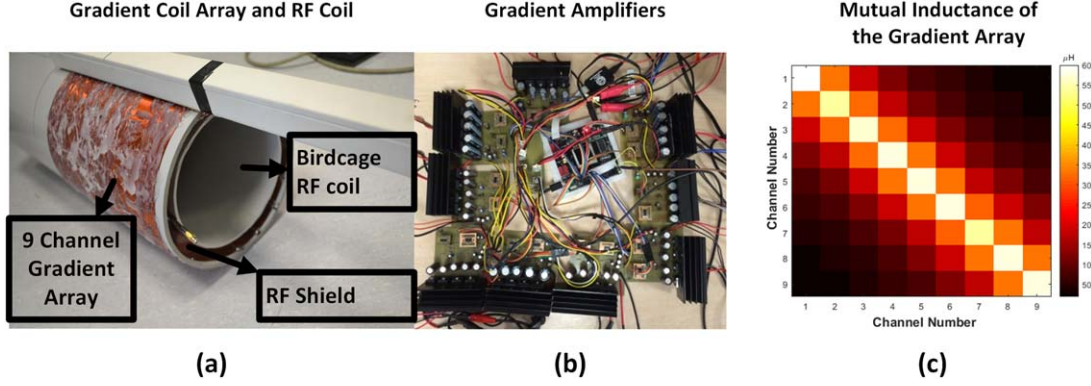 Gradient Coil Array and RF Coil
Gradient Amplifiers
Mutual Inductance of
the Gradient Array
Birdcage
RF coil
9 Channel
Gradient
Array
RF Shield
μH
60
55
50
45
40
35
30
25
20
15
10
50
Channel Number
1
2
3
4
5
6
7
8
9
1 2 3 4 5 6 7 8 9
Channel Number
(a)
(b)
(c)